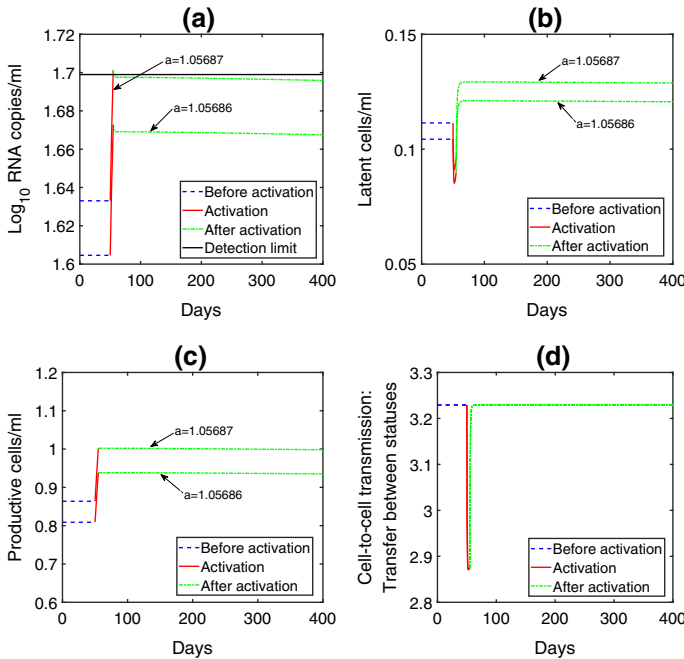 (a)
Log10 RNA copies/ml
1.72
1.7
1.68
1.66
1.64
1.62
1.6
a=1.05687
a=1.05686
Before activation
Activation
After activation
Detection limit
0 100 200 300 400
Days
(b)
Latent cells/ml
0.15
0.1
0.05
a=1.05687
a=1.05686
Before activation
Activation
After activation
0 100 200 300 400
Days
(c)
Productive cells/ml
1.2
1.1
1
0.9
0.8
0.7
0.6
a=1.05687
a=1.05686
Before activation
Activation
After activation
0 100 200 300 400
Days
(d)
Cell-to-cell transmission:
Transfer between statuses
3.3
3.2
3.1
3
2.9
2.8
Before activation
Activation
After activation
0 100 200 300 400
Days